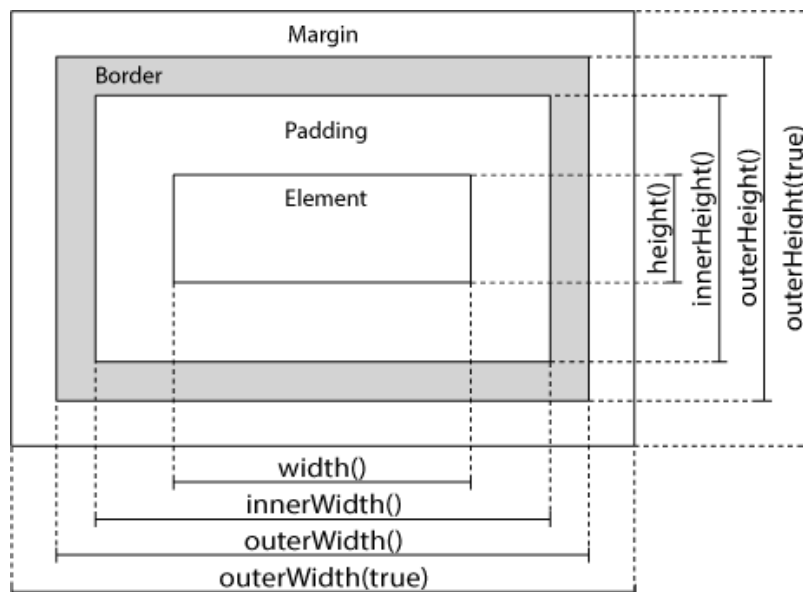 Margin
Border
Padding
Element
height()
innerHeight()
outerHeight()
outerHeight(true)
width()
innerWidth()
outerWidth()
outerWidth(true)